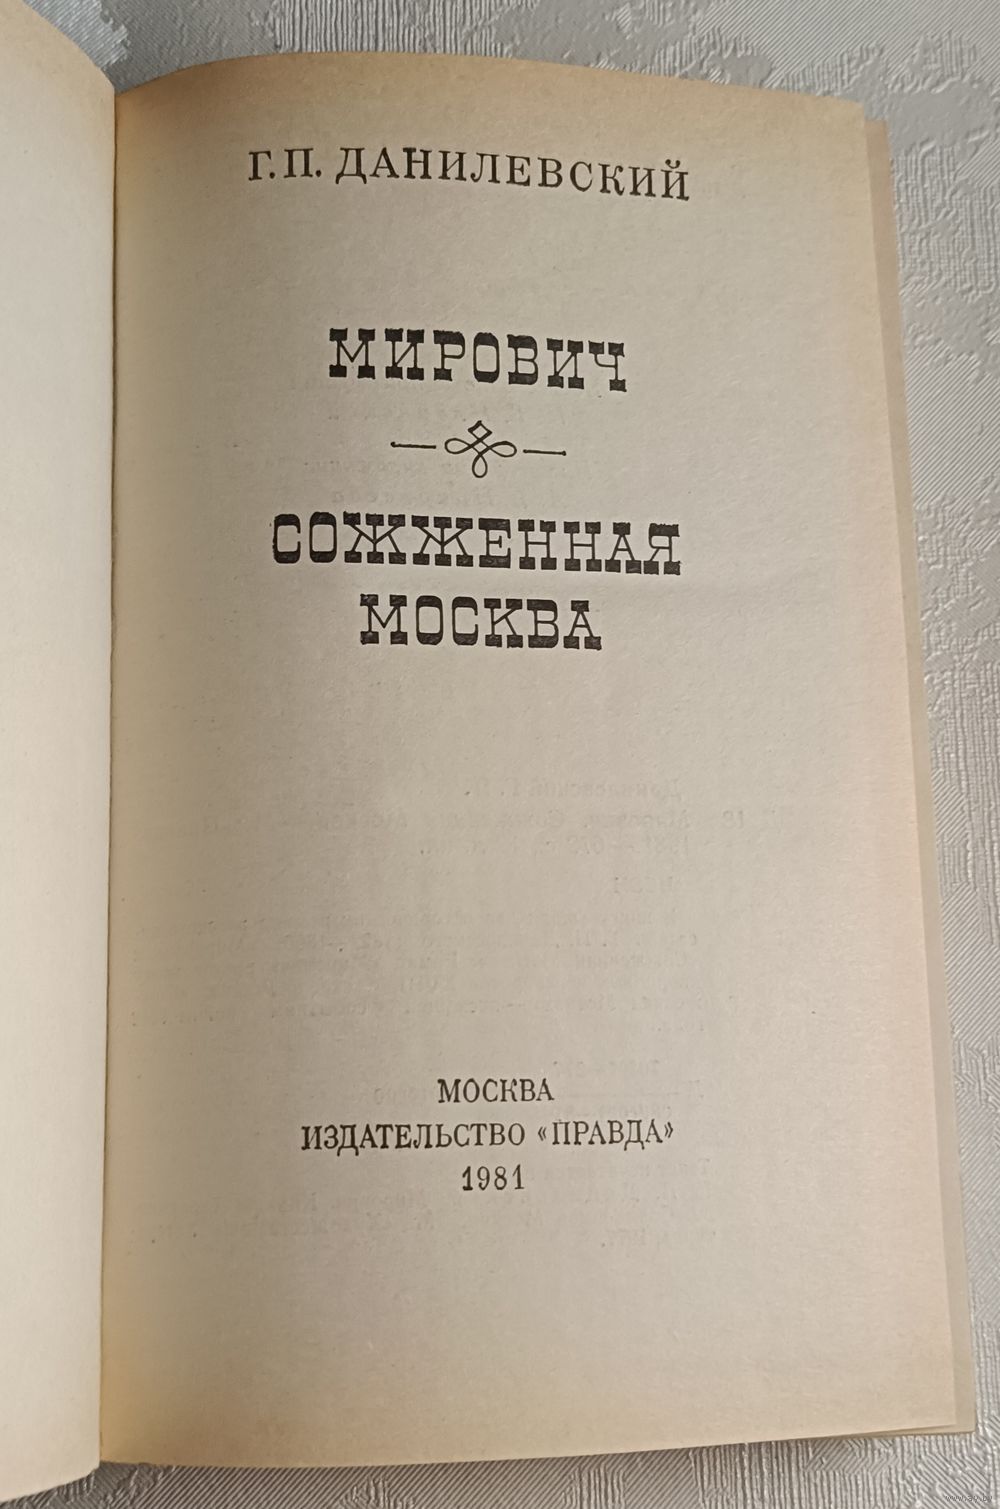 Г. П. ДАНИЛЕВСКИЙ
МИРОВИЧ
СОЖЖЕННАЯ
МОСКВА
МОСКВА
ИЗДАТЕЛЬСТВО «ПРАВДА»
1981